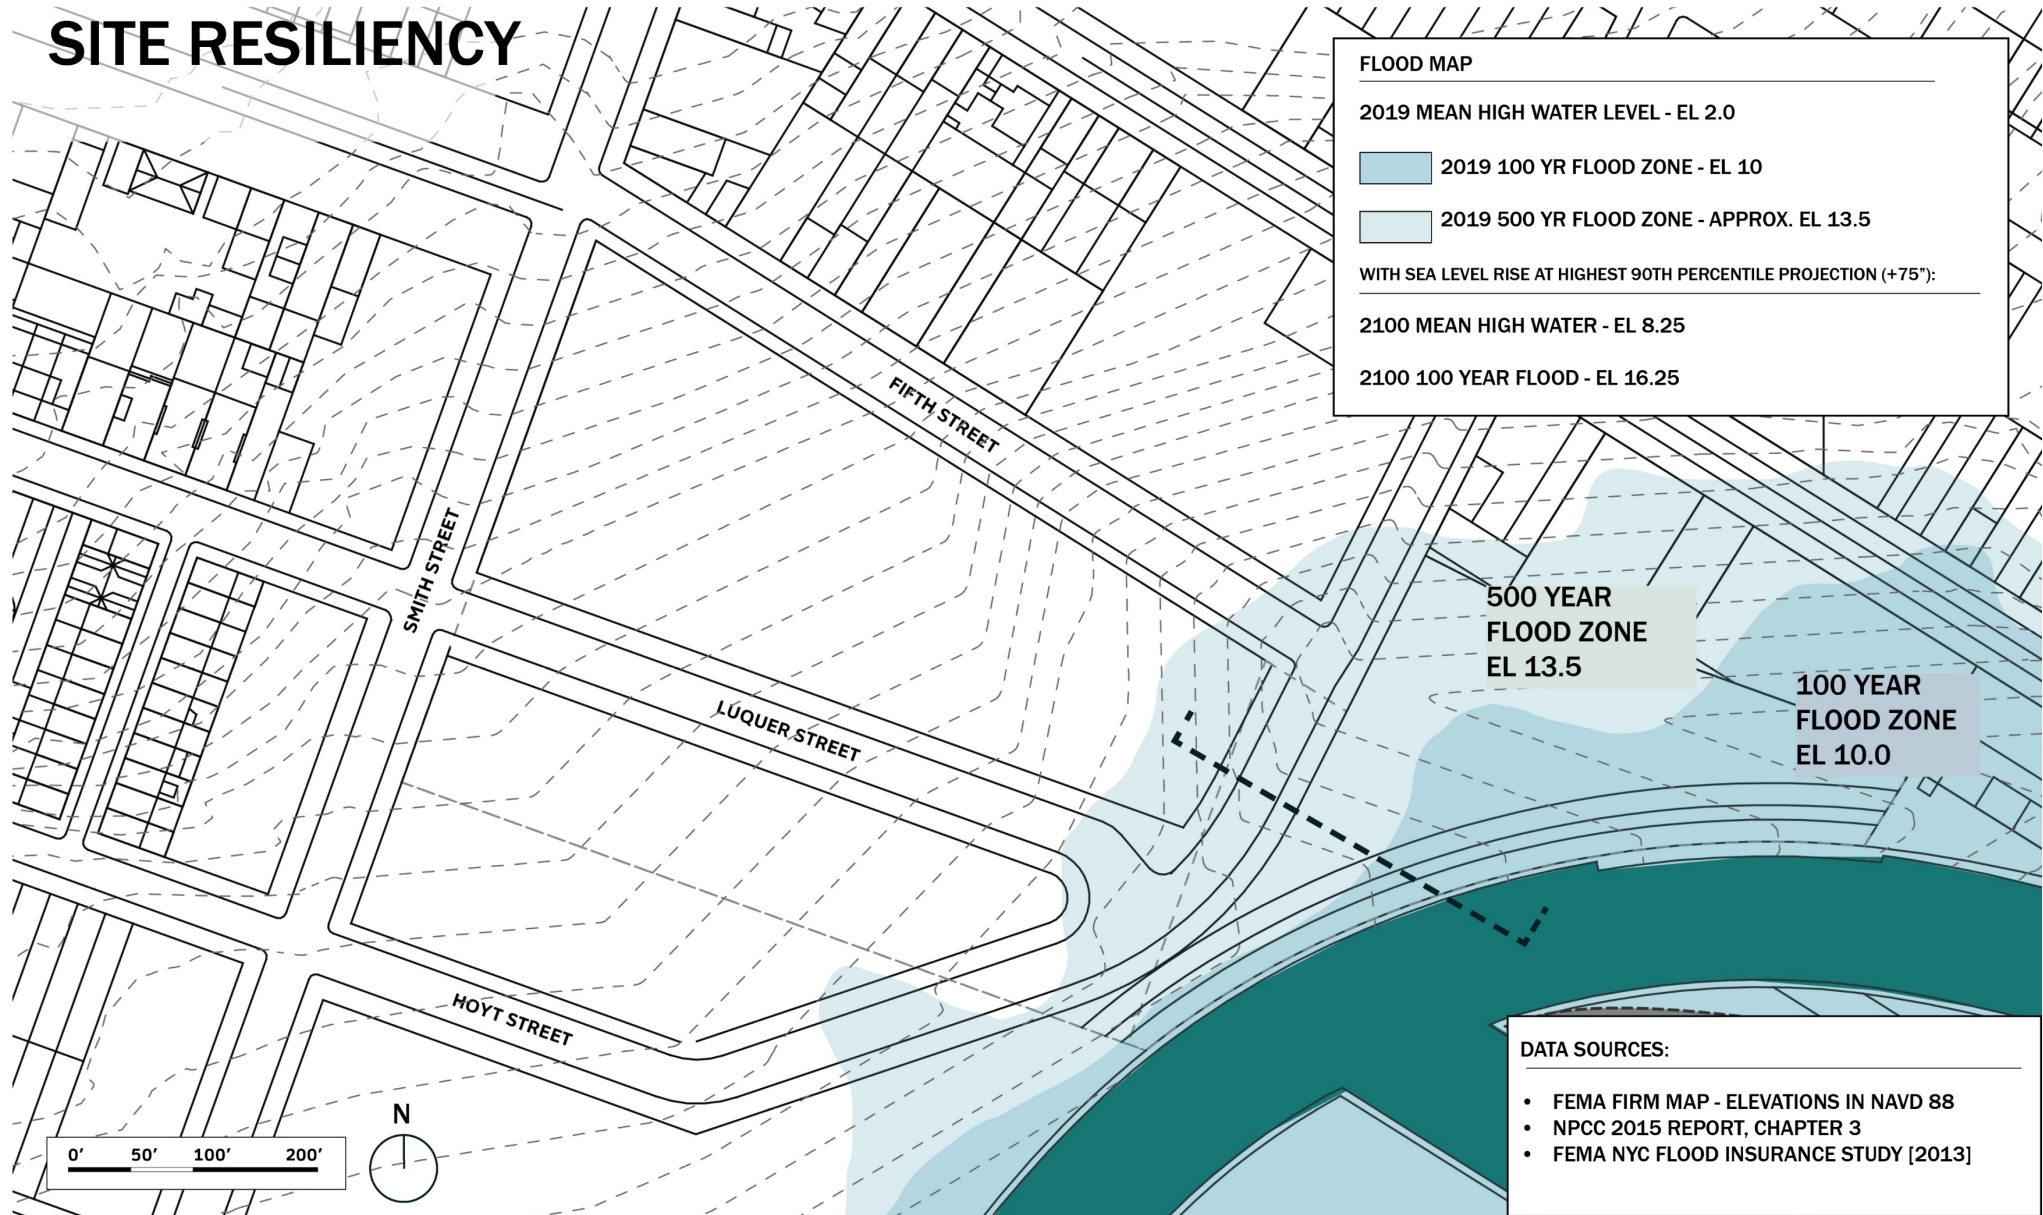 SITE RESILIENCY
FLOOD MAP
2019 MEAN HIGH WATER LEVEL - EL 2.0
2019 100 YR FLOOD ZONE - EL 10
2019 500 YR FLOOD ZONE - APPROX. EL 13.5
WITH SEA LEVEL RISE AT HIGHEST 90TH PERCENTILE PROJECTION (+75”):
2100 MEAN HIGH WATER - EL 8.25
2100 100 YEAR FLOOD - EL 16.25
FIFTH STREET
SMITH STREET
500 YEAR
FLOOD ZONE
EL 13.5
100 YEAR
FLOOD ZONE
EL 10.0
LUQUER STREET
HOYT STREET
DATA SOURCES:
• FEMA FIRM MAP - ELEVATIONS IN NAVD 88
• NPCC 2015 REPORT, CHAPTER 3
• FEMA NYC FLOOD INSURANCE STUDY [2013]
N
0’ 50’ 100’ 200’